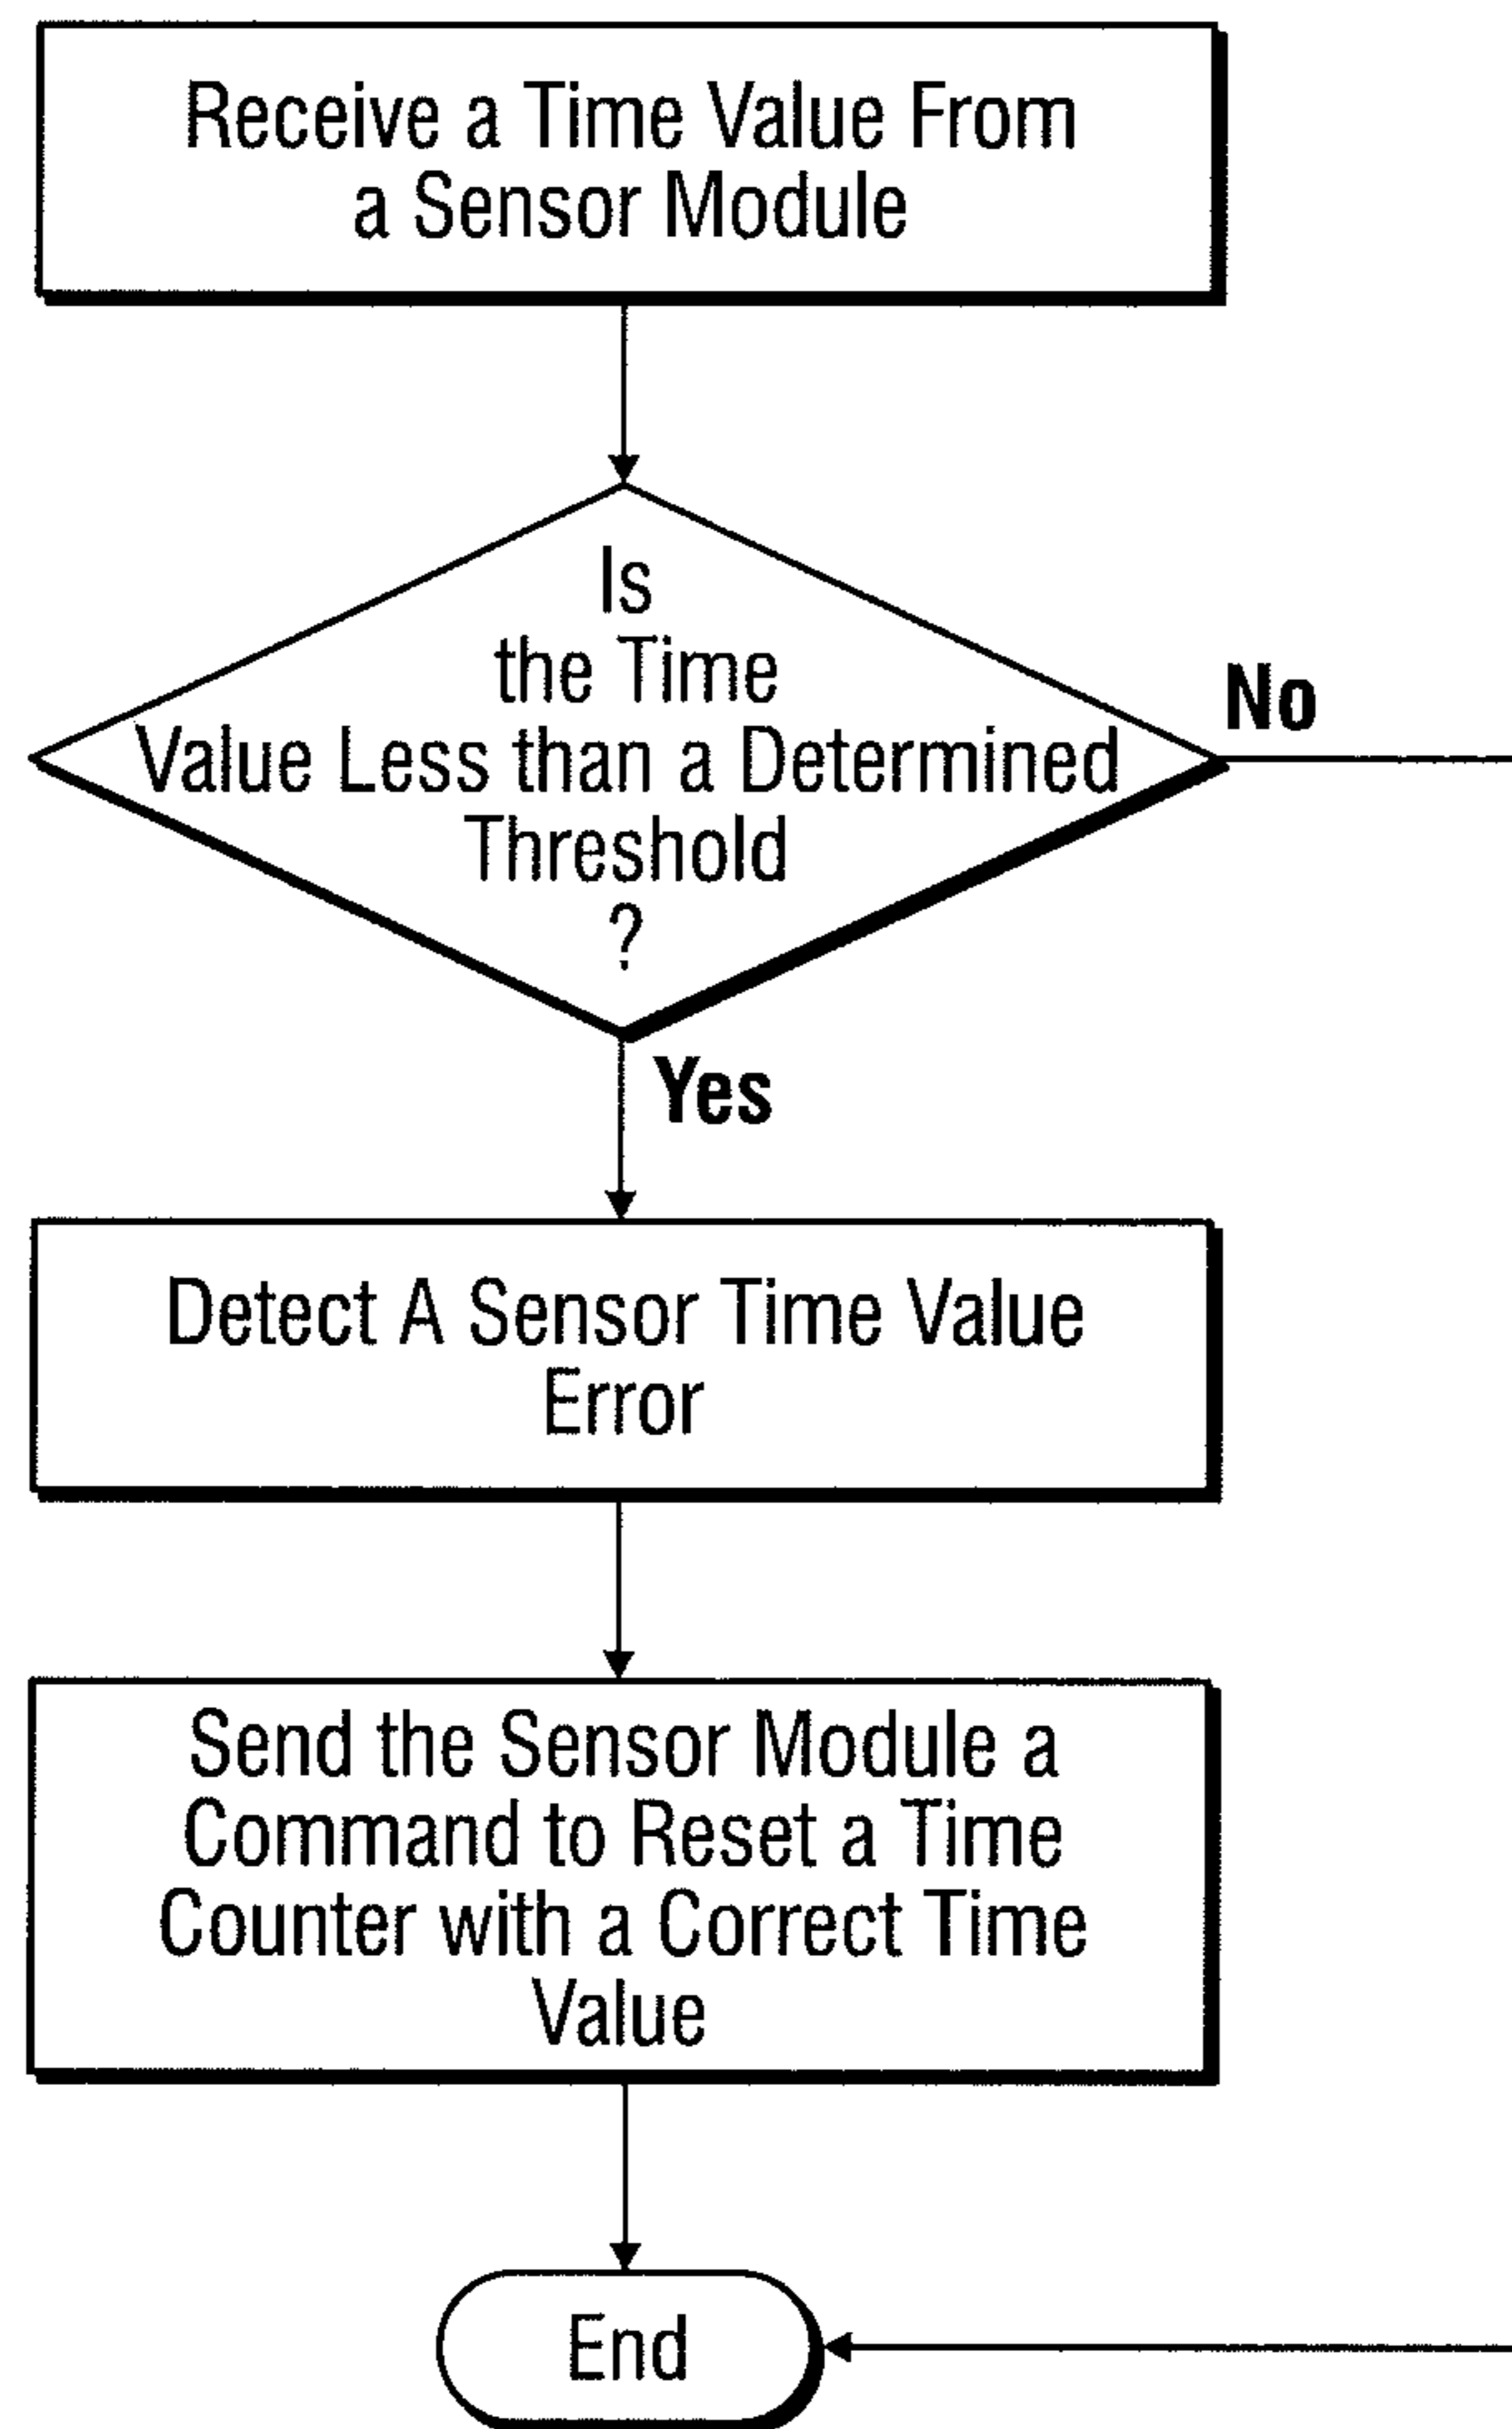 Receive a Time Value From
a Sensor Module
Is
the Time
Value Less than a Determined
Threshold
?
No
Yes
Detect A Sensor Time Value
Error
Send the Sensor Module a
Command to Reset a Time
Counter with a Correct Time
Value
End